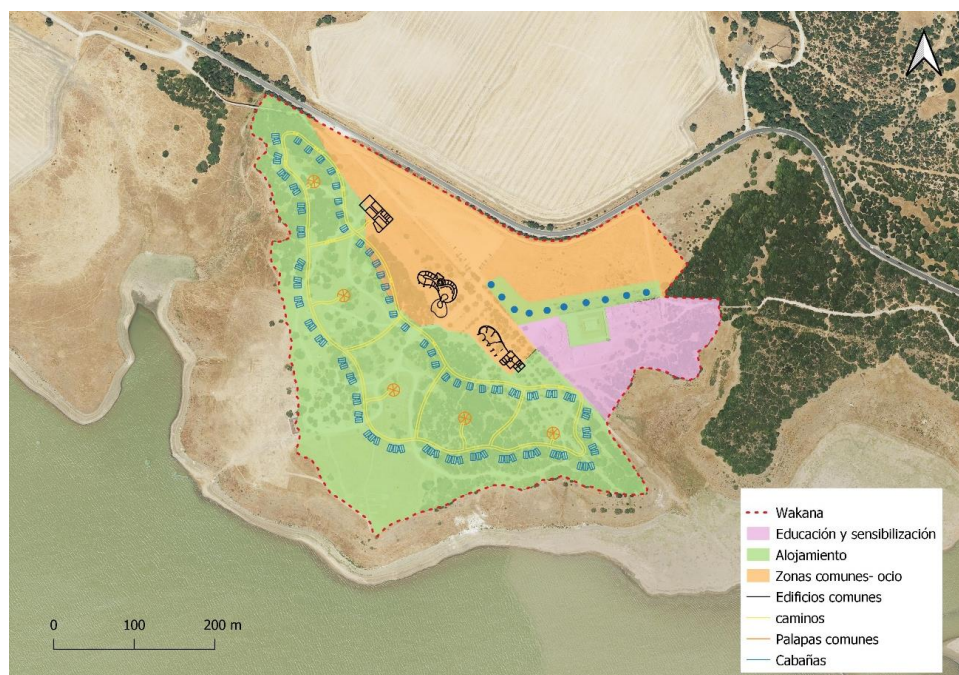 Wakana
Educación y sensibilización
Alojamiento
Zonas comunes- ocio
Edificios comunes
caminos
Palapas comunes
Cabañas
0 100 200 m